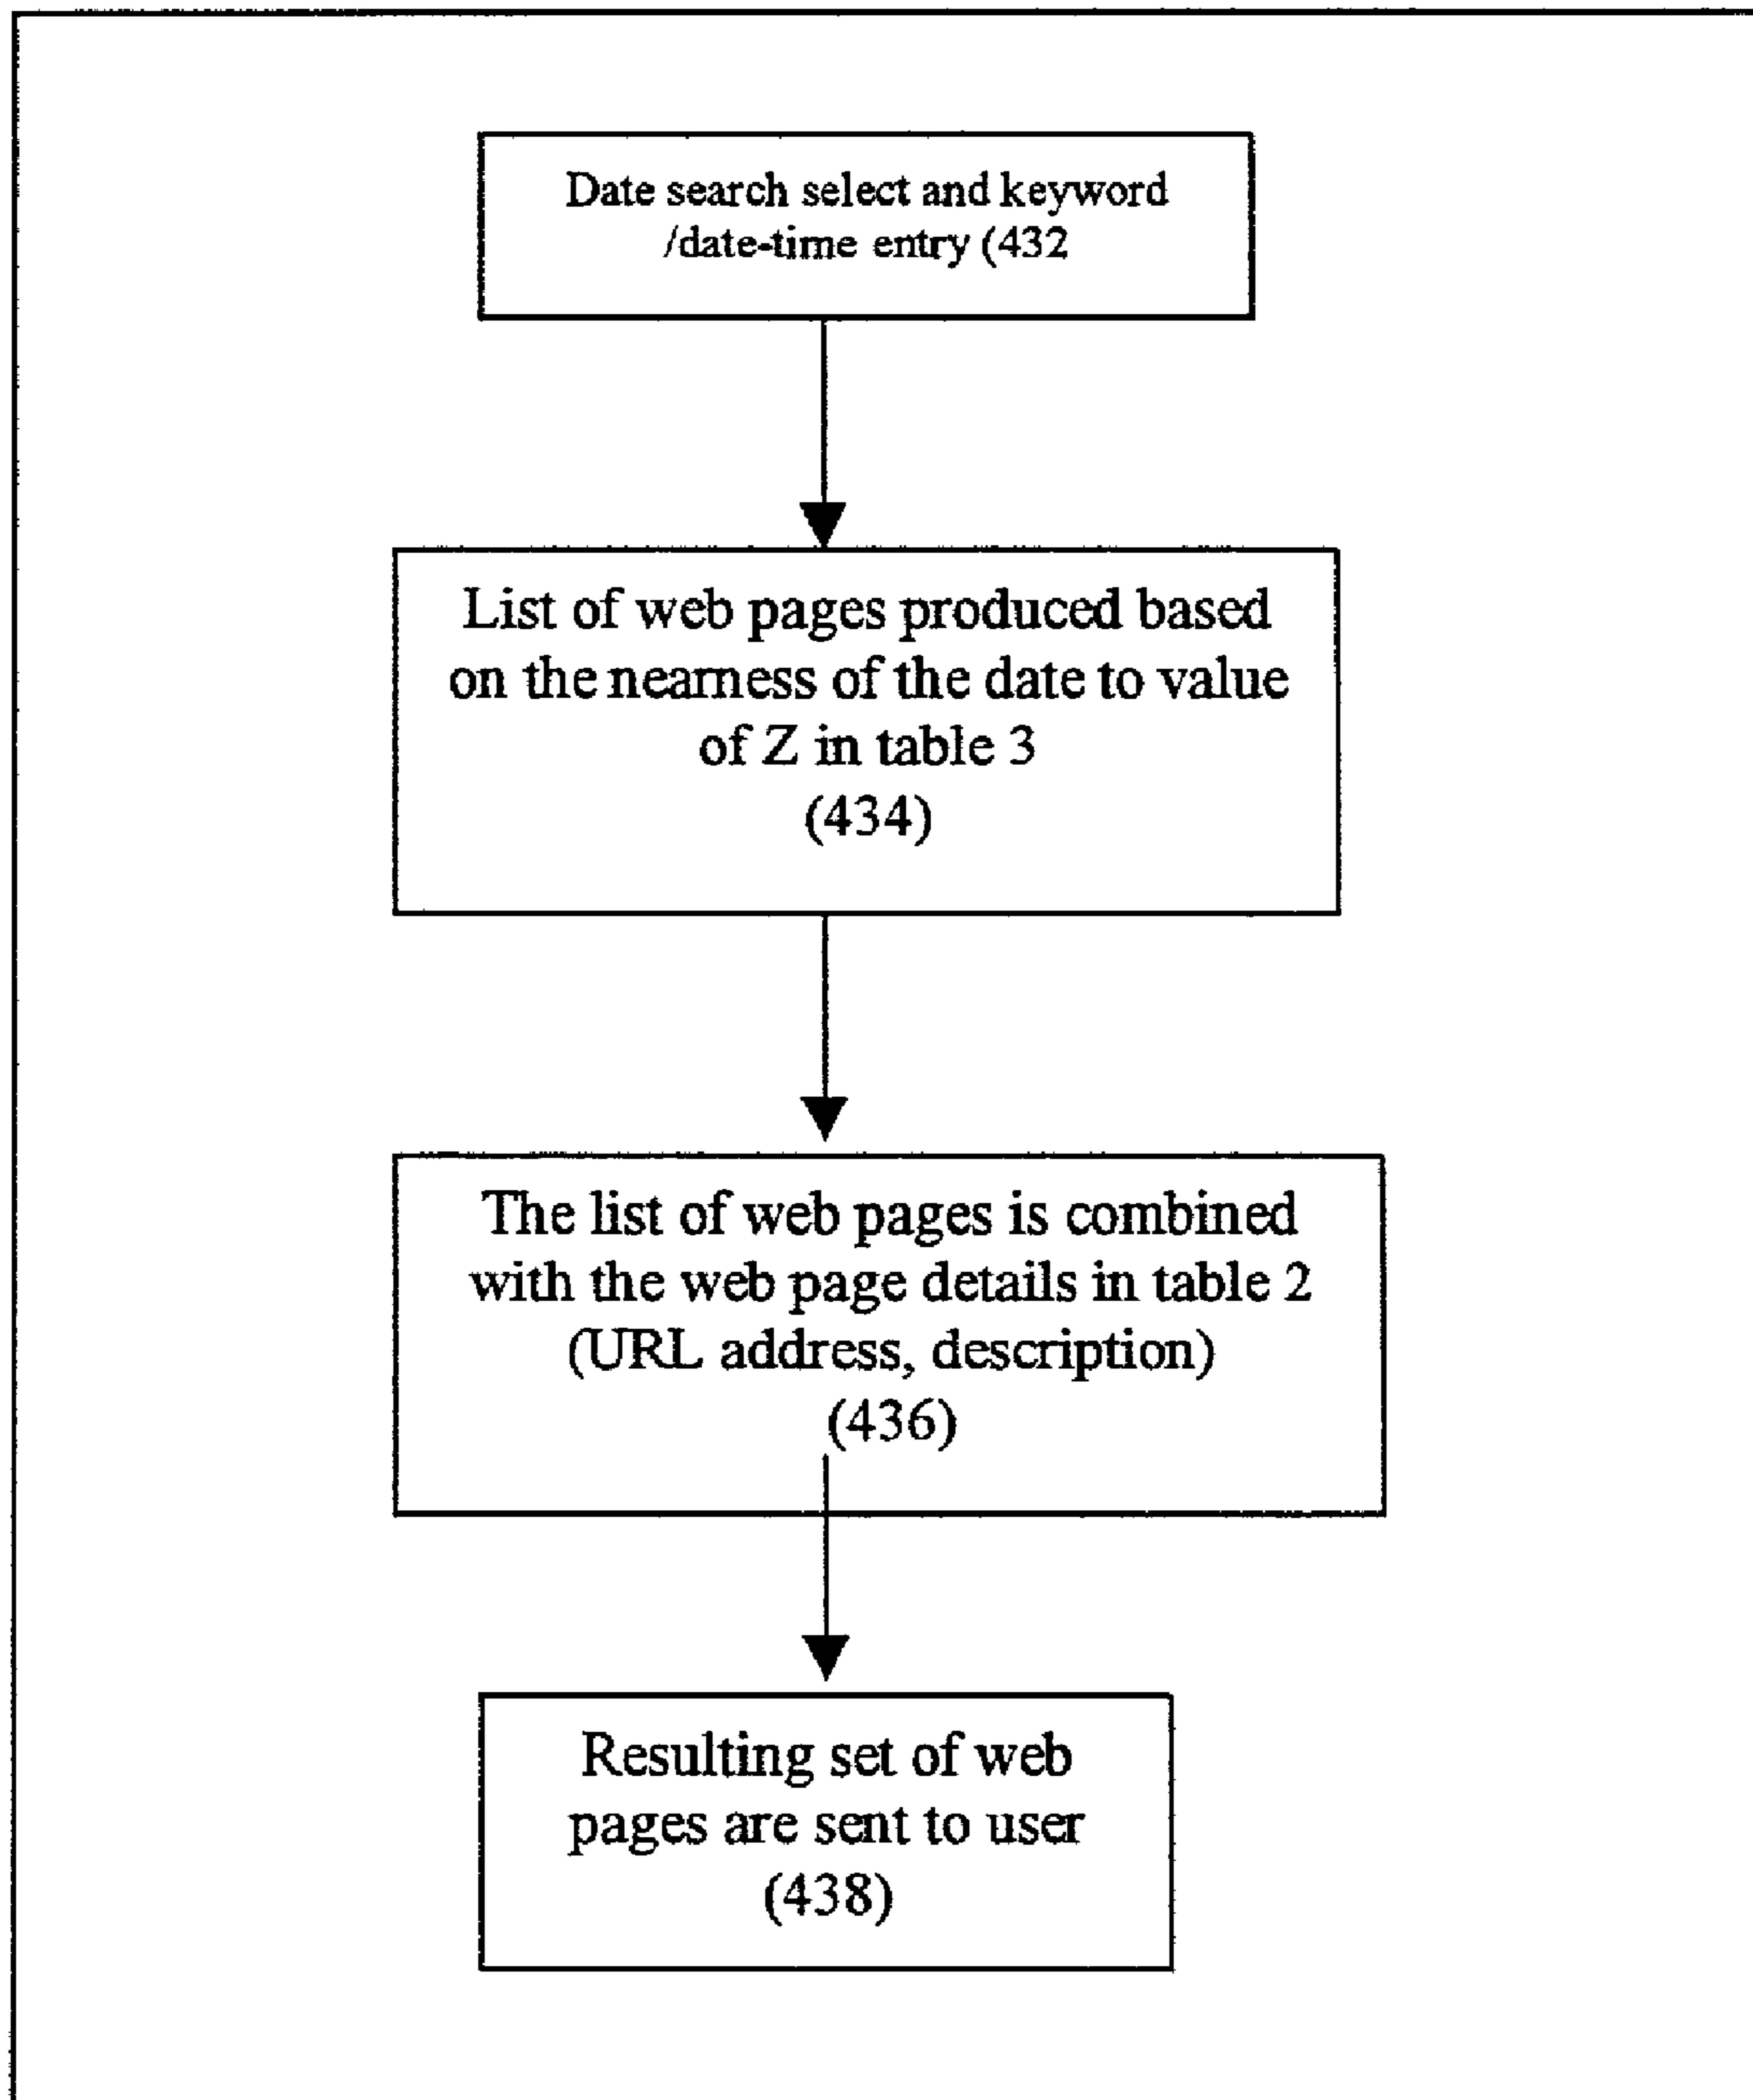 Date search select and keyword
/date-time entry (432
List of web pages produced based
on the nearness of the date to value
of Z in table 3
(434)
The list of web pages is combined
with the web page details in table 2
(URL address, description)
(436)
Resulting set of web
pages are sent to user
(438)